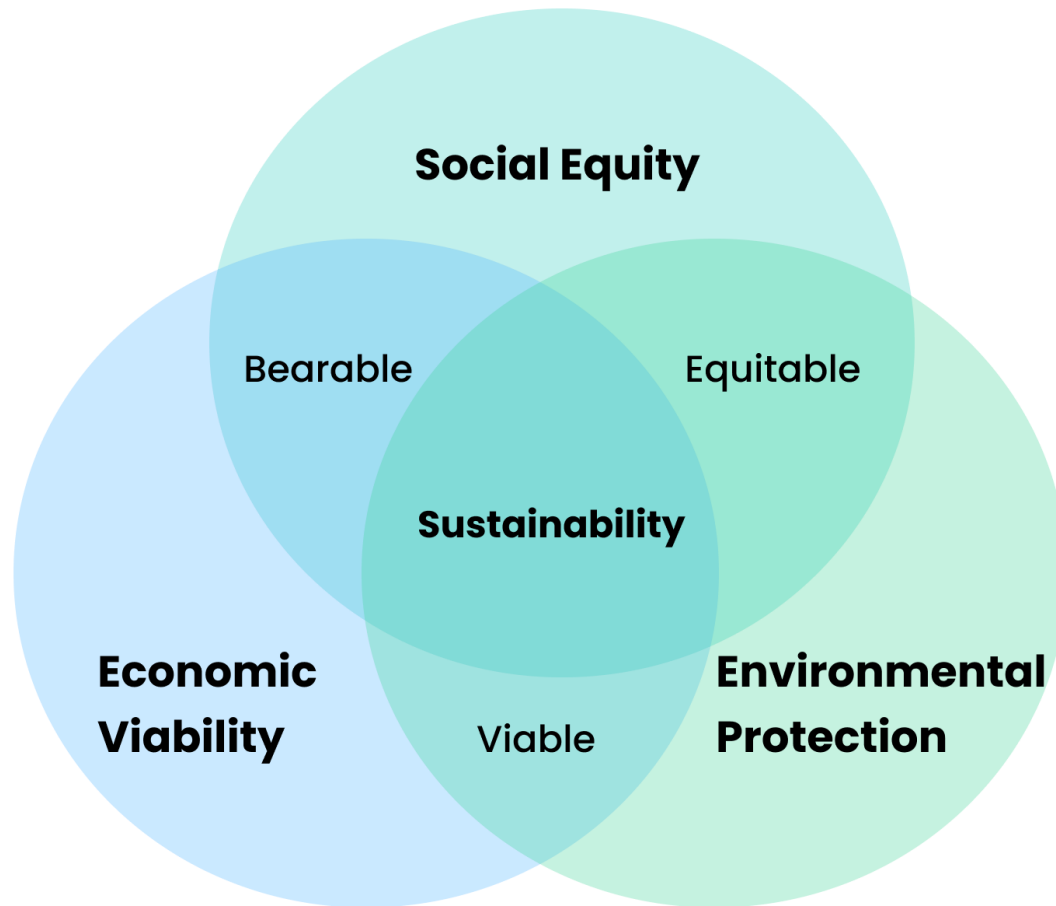 Social Equity
Bearable
Equitable
Sustainability
Economic
Viability
Viable
Environmental
Protection